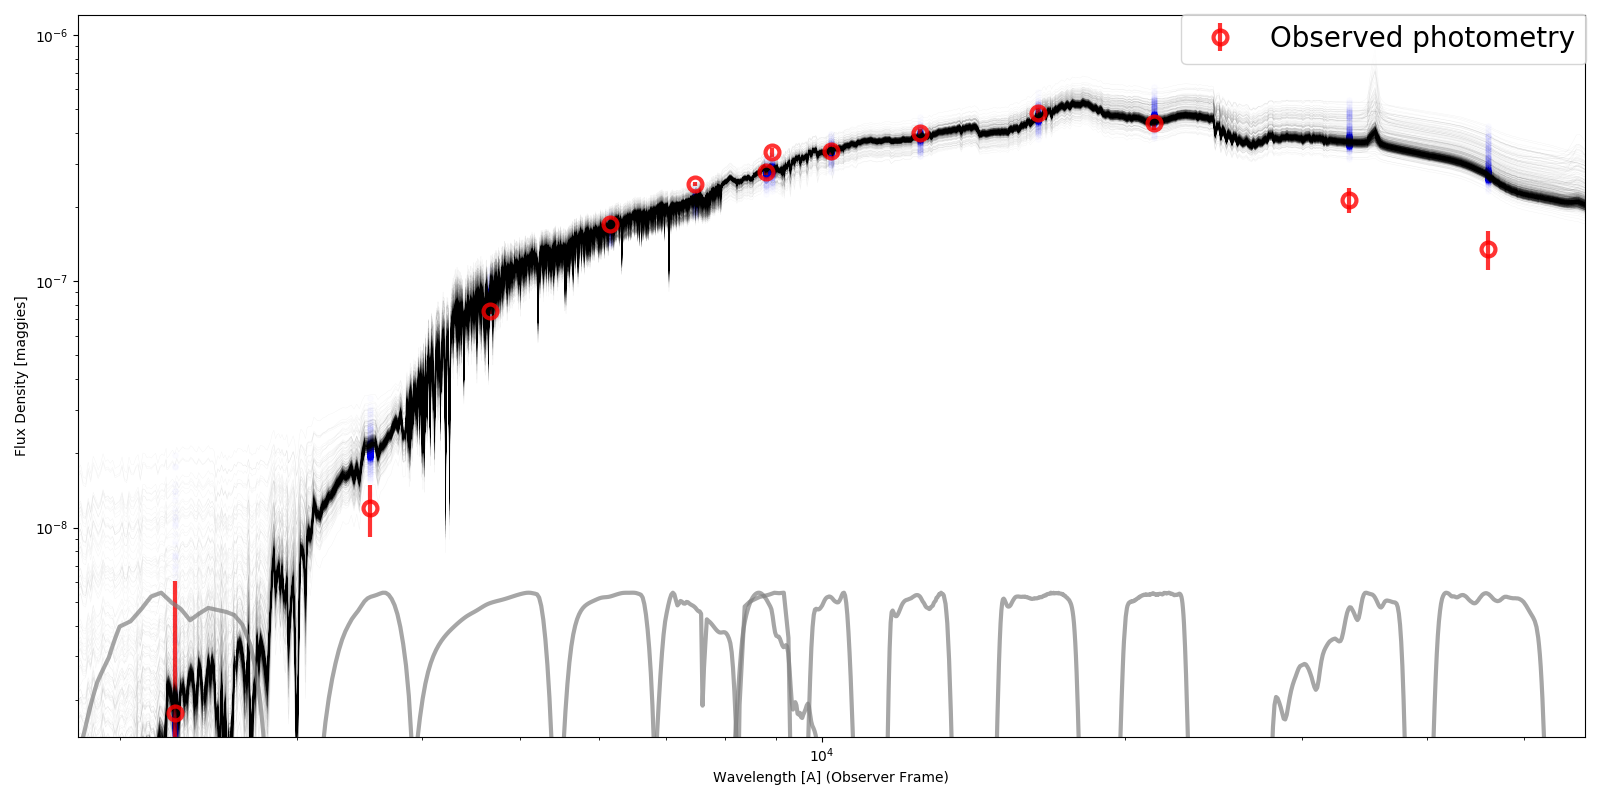 Observed photometry
10⁻⁶
10⁻⁷
10⁻⁸
Flux Density [maggies]
10⁴
Wavelength [A] (Observer Frame)